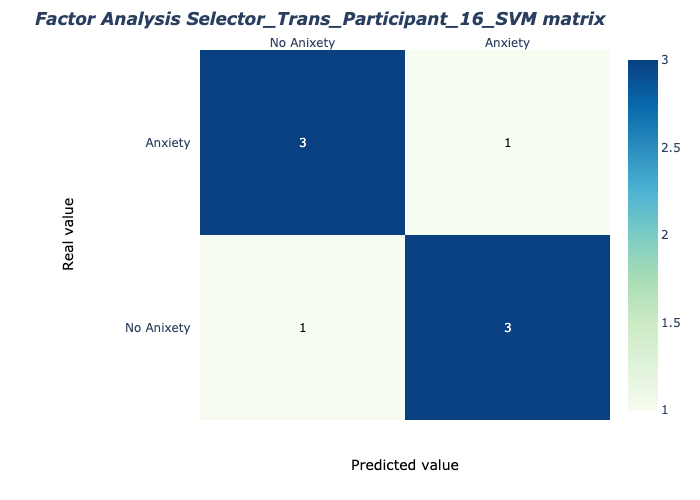 Factor Analysis Selector_Trans_Participant_16_SVM matrix
No Anixety
Anxiety
3
Anxiety
3
1
2.5
Real value
2
1.5
No Anixety
1
3
1
Predicted value